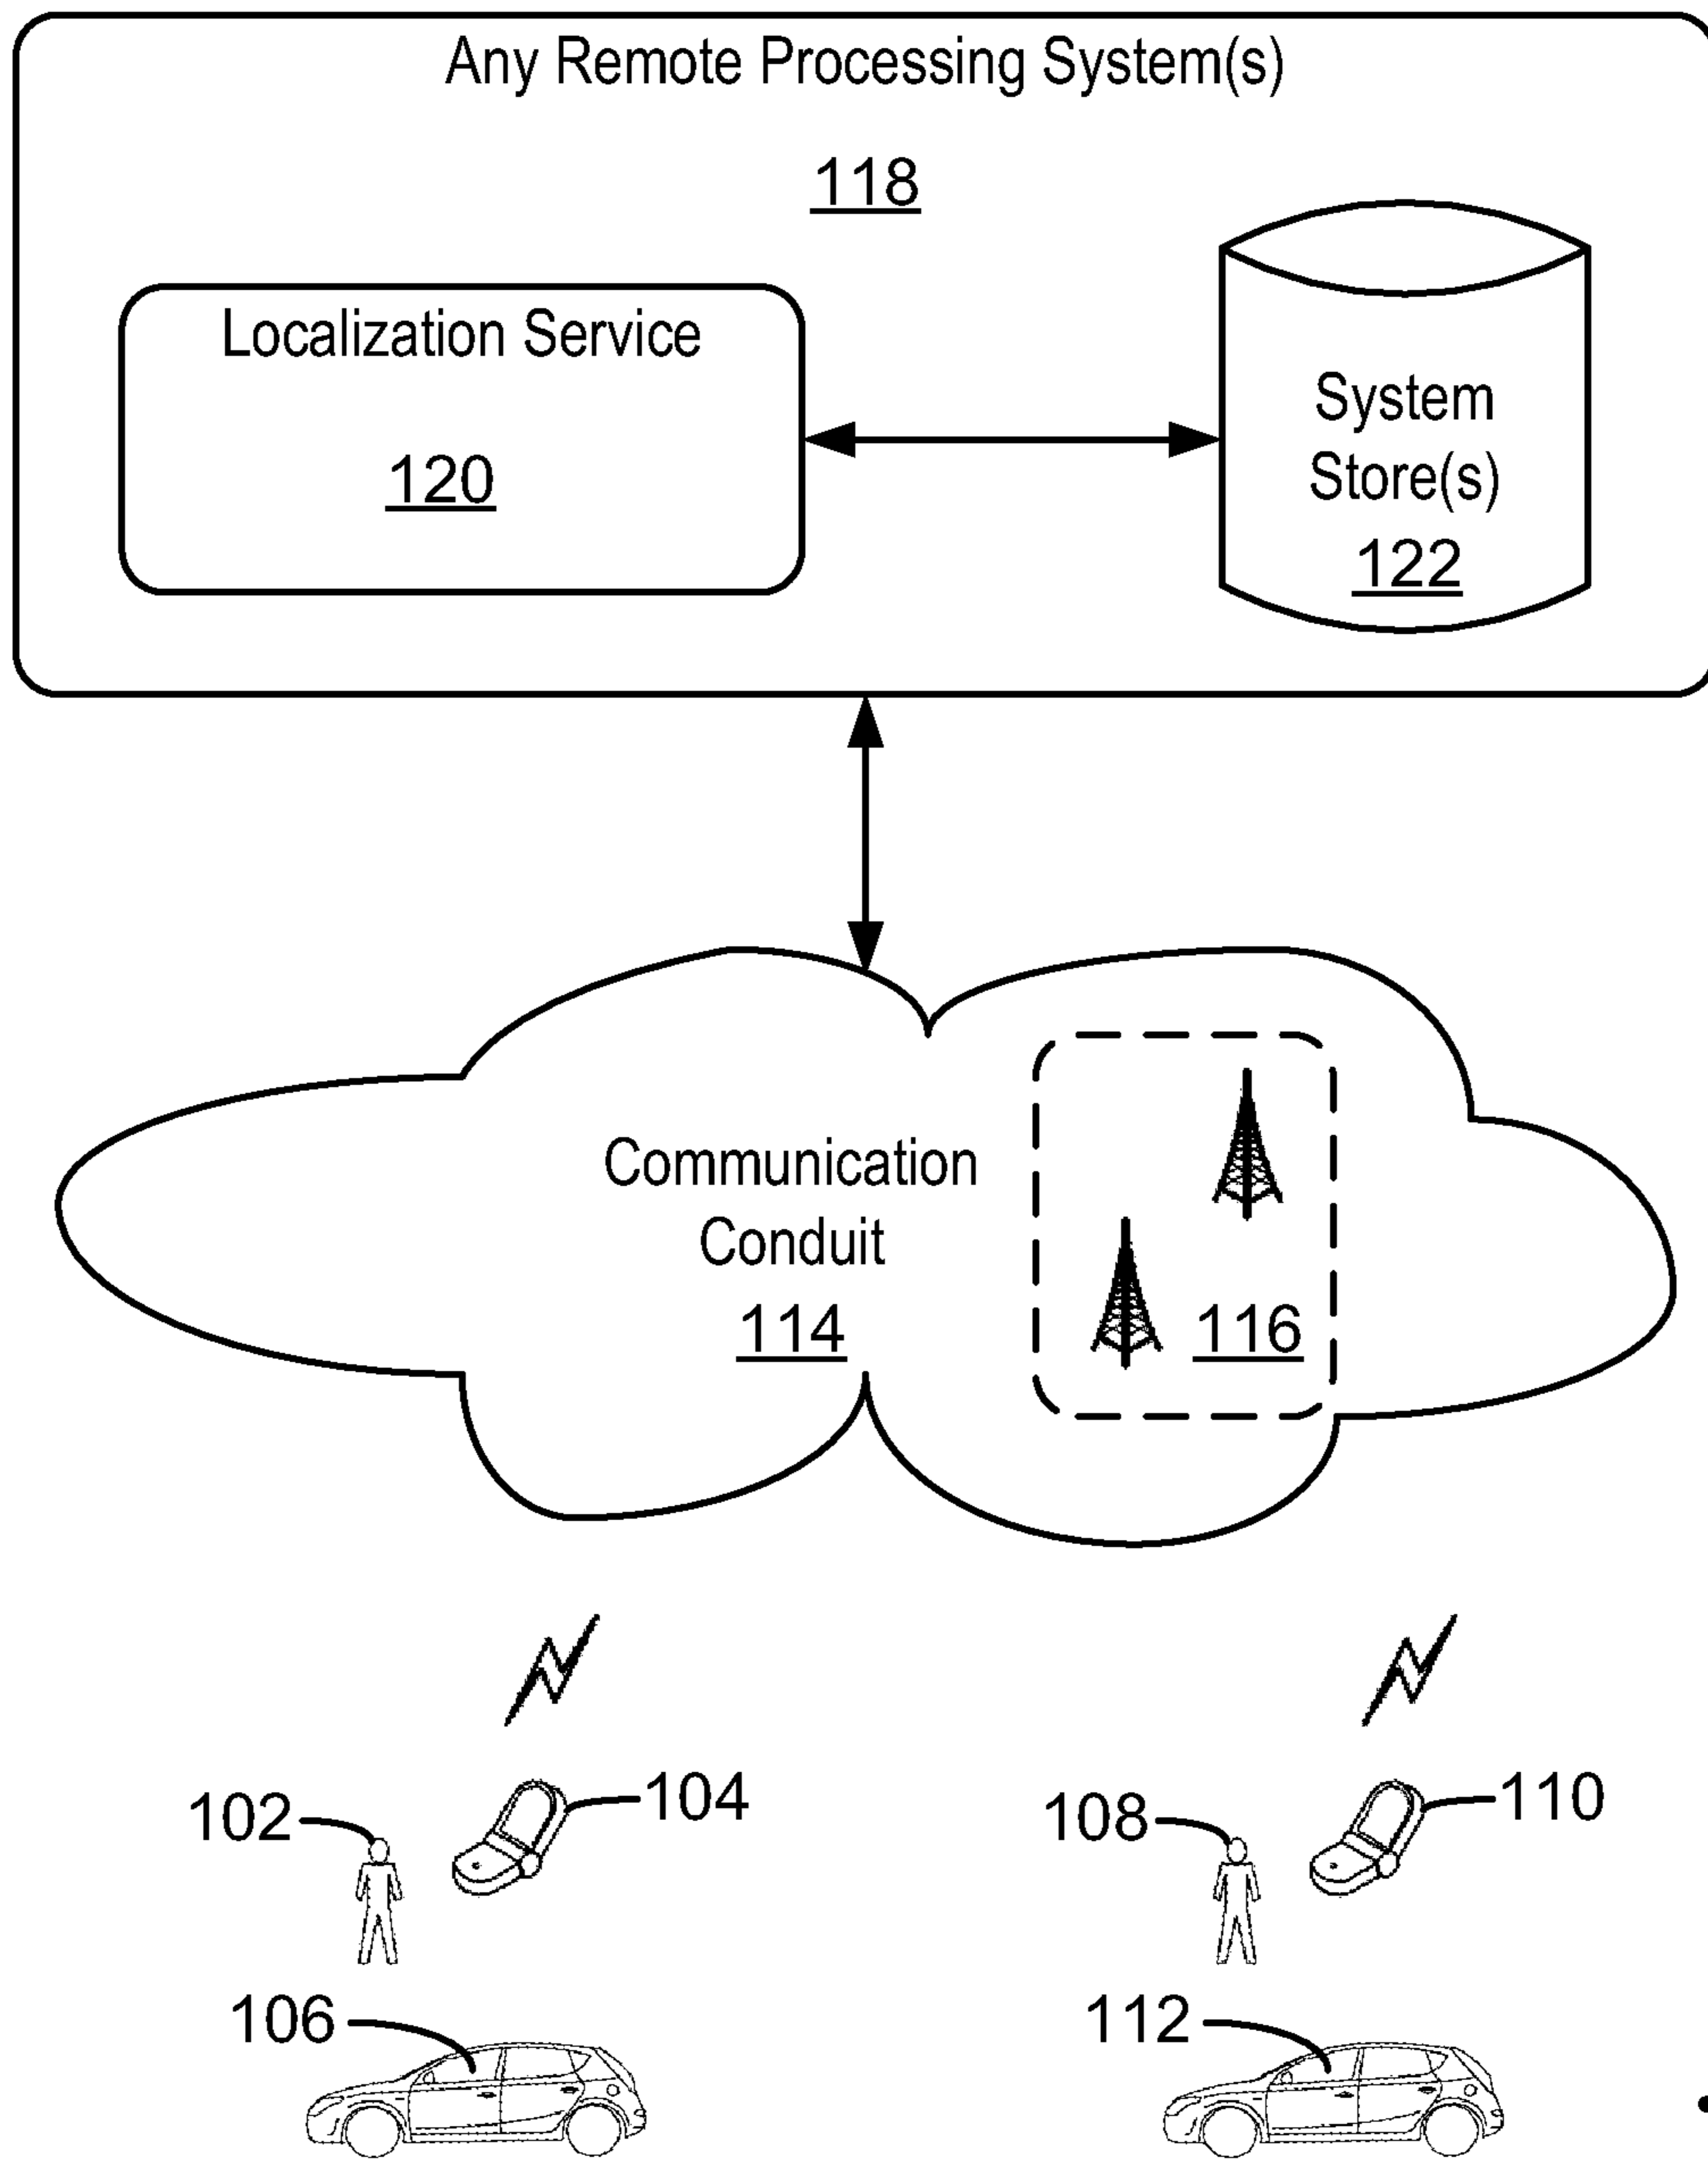 Any Remote Processing System(s)
118
Localization Service
120
System
Store(s)
122
Communication
Conduit
114
116
102
104
108
110
106
112